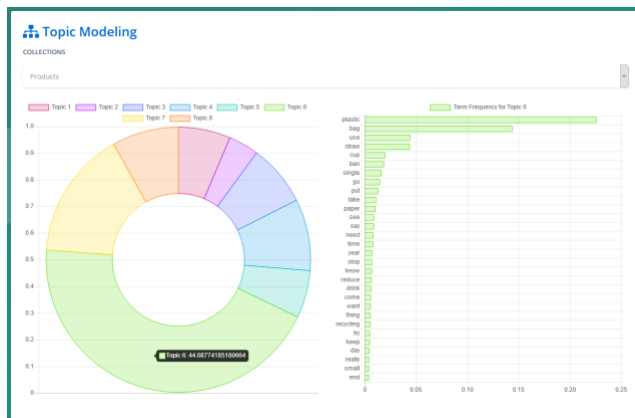 Topic Modeling
COLLECTIONS
Products
Topic 1 Topic 2 Topic 3 Topic 4 Topic 5 Topic 6
Topic 7 Topic 8
1.0
0.9
0.8
0.7
0.6
0.5
0.4
0.3
0.2
0.1
0
Topic 6: 44.08774185180664
Term Frequency for Topic 6
plastic
bag
use
straw
cup
ban
single
go
put
take
paper
see
say
need
time
year
stop
know
reduce
drink
come
want
thing
recycling
try
keep
day
really
small
end
0 0.05 0.10 0.15 0.20 0.25